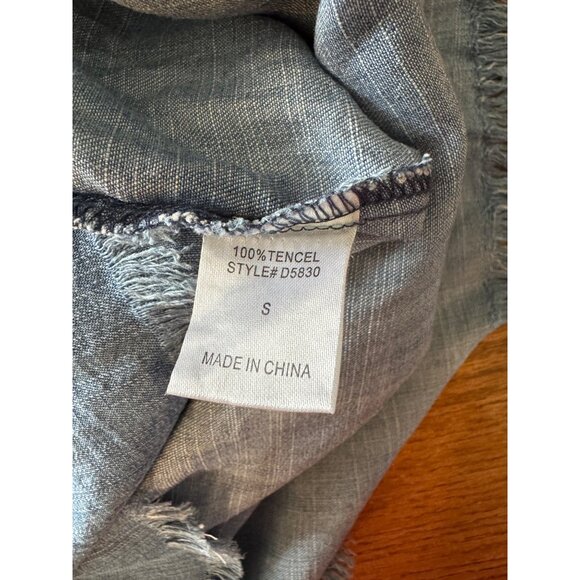 100%TENCEL
STYLE# D5830
S
MADE IN CHINA